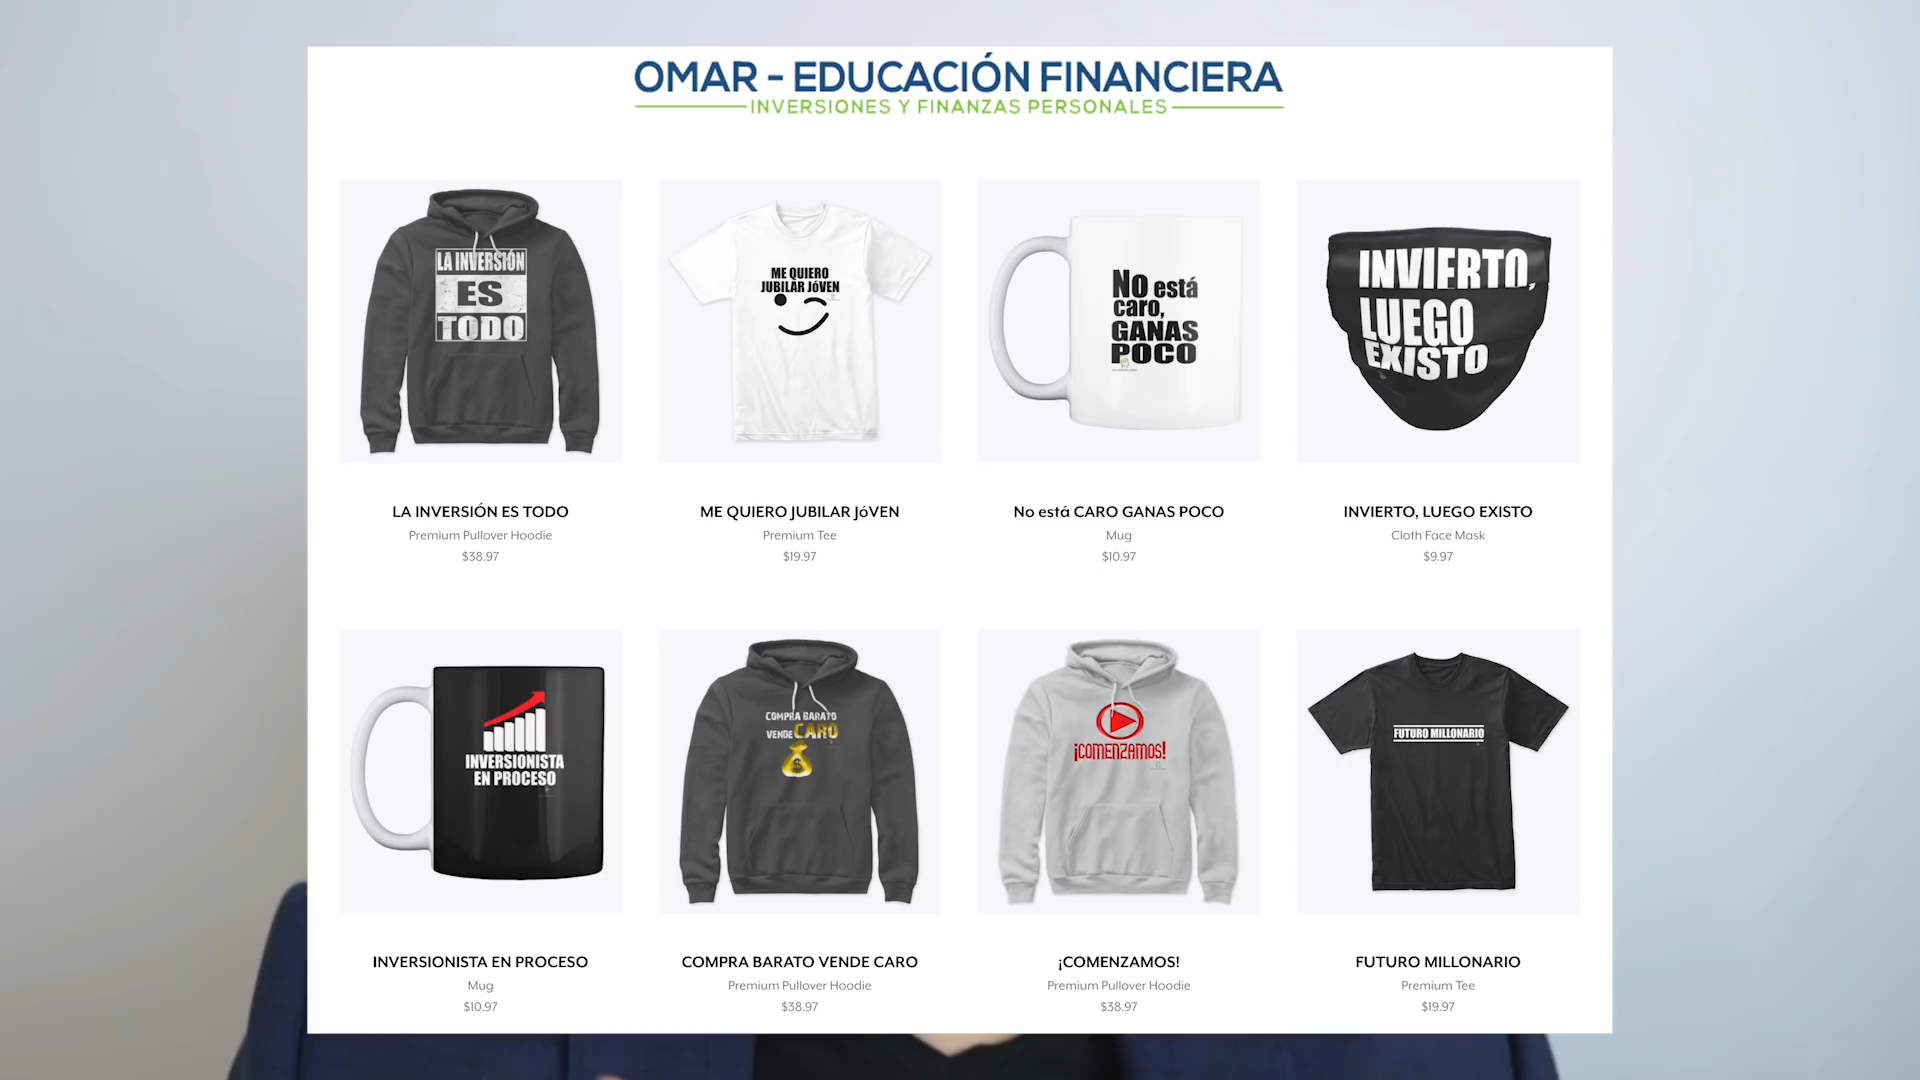 OMAR - EDUCACIÓN FINANCIERA
INVERSIONES Y FINANZAS PERSONALES
LA INVERSIÓN
ES
TODO
ME QUIERO
JUBILAR JóVEN
No está
caro,
GANAS
POCO
INVIERTO,
LUEGO
EXISTO
LA INVERSIÓN ES TODO
Premium Pullover Hoodie
$38.97
ME QUIERO JUBILAR JóVEN
Premium Tee
$19.97
No está CARO GANAS POCO
Mug
$10.97
INVIERTO, LUEGO EXISTO
Cloth Face Mask
$9.97
INVERSIONISTA
EN PROCESO
COMPRA BARATO
VENDE CARO
$
¡COMENZAMOS!
FUTURO MILLONARIO
INVERSIONISTA EN PROCESO
Mug
$10.97
COMPRA BARATO VENDE CARO
Premium Pullover Hoodie
$38.97
¡COMENZAMOS!
Premium Pullover Hoodie
$38.97
FUTURO MILLONARIO
Premium Tee
$19.97